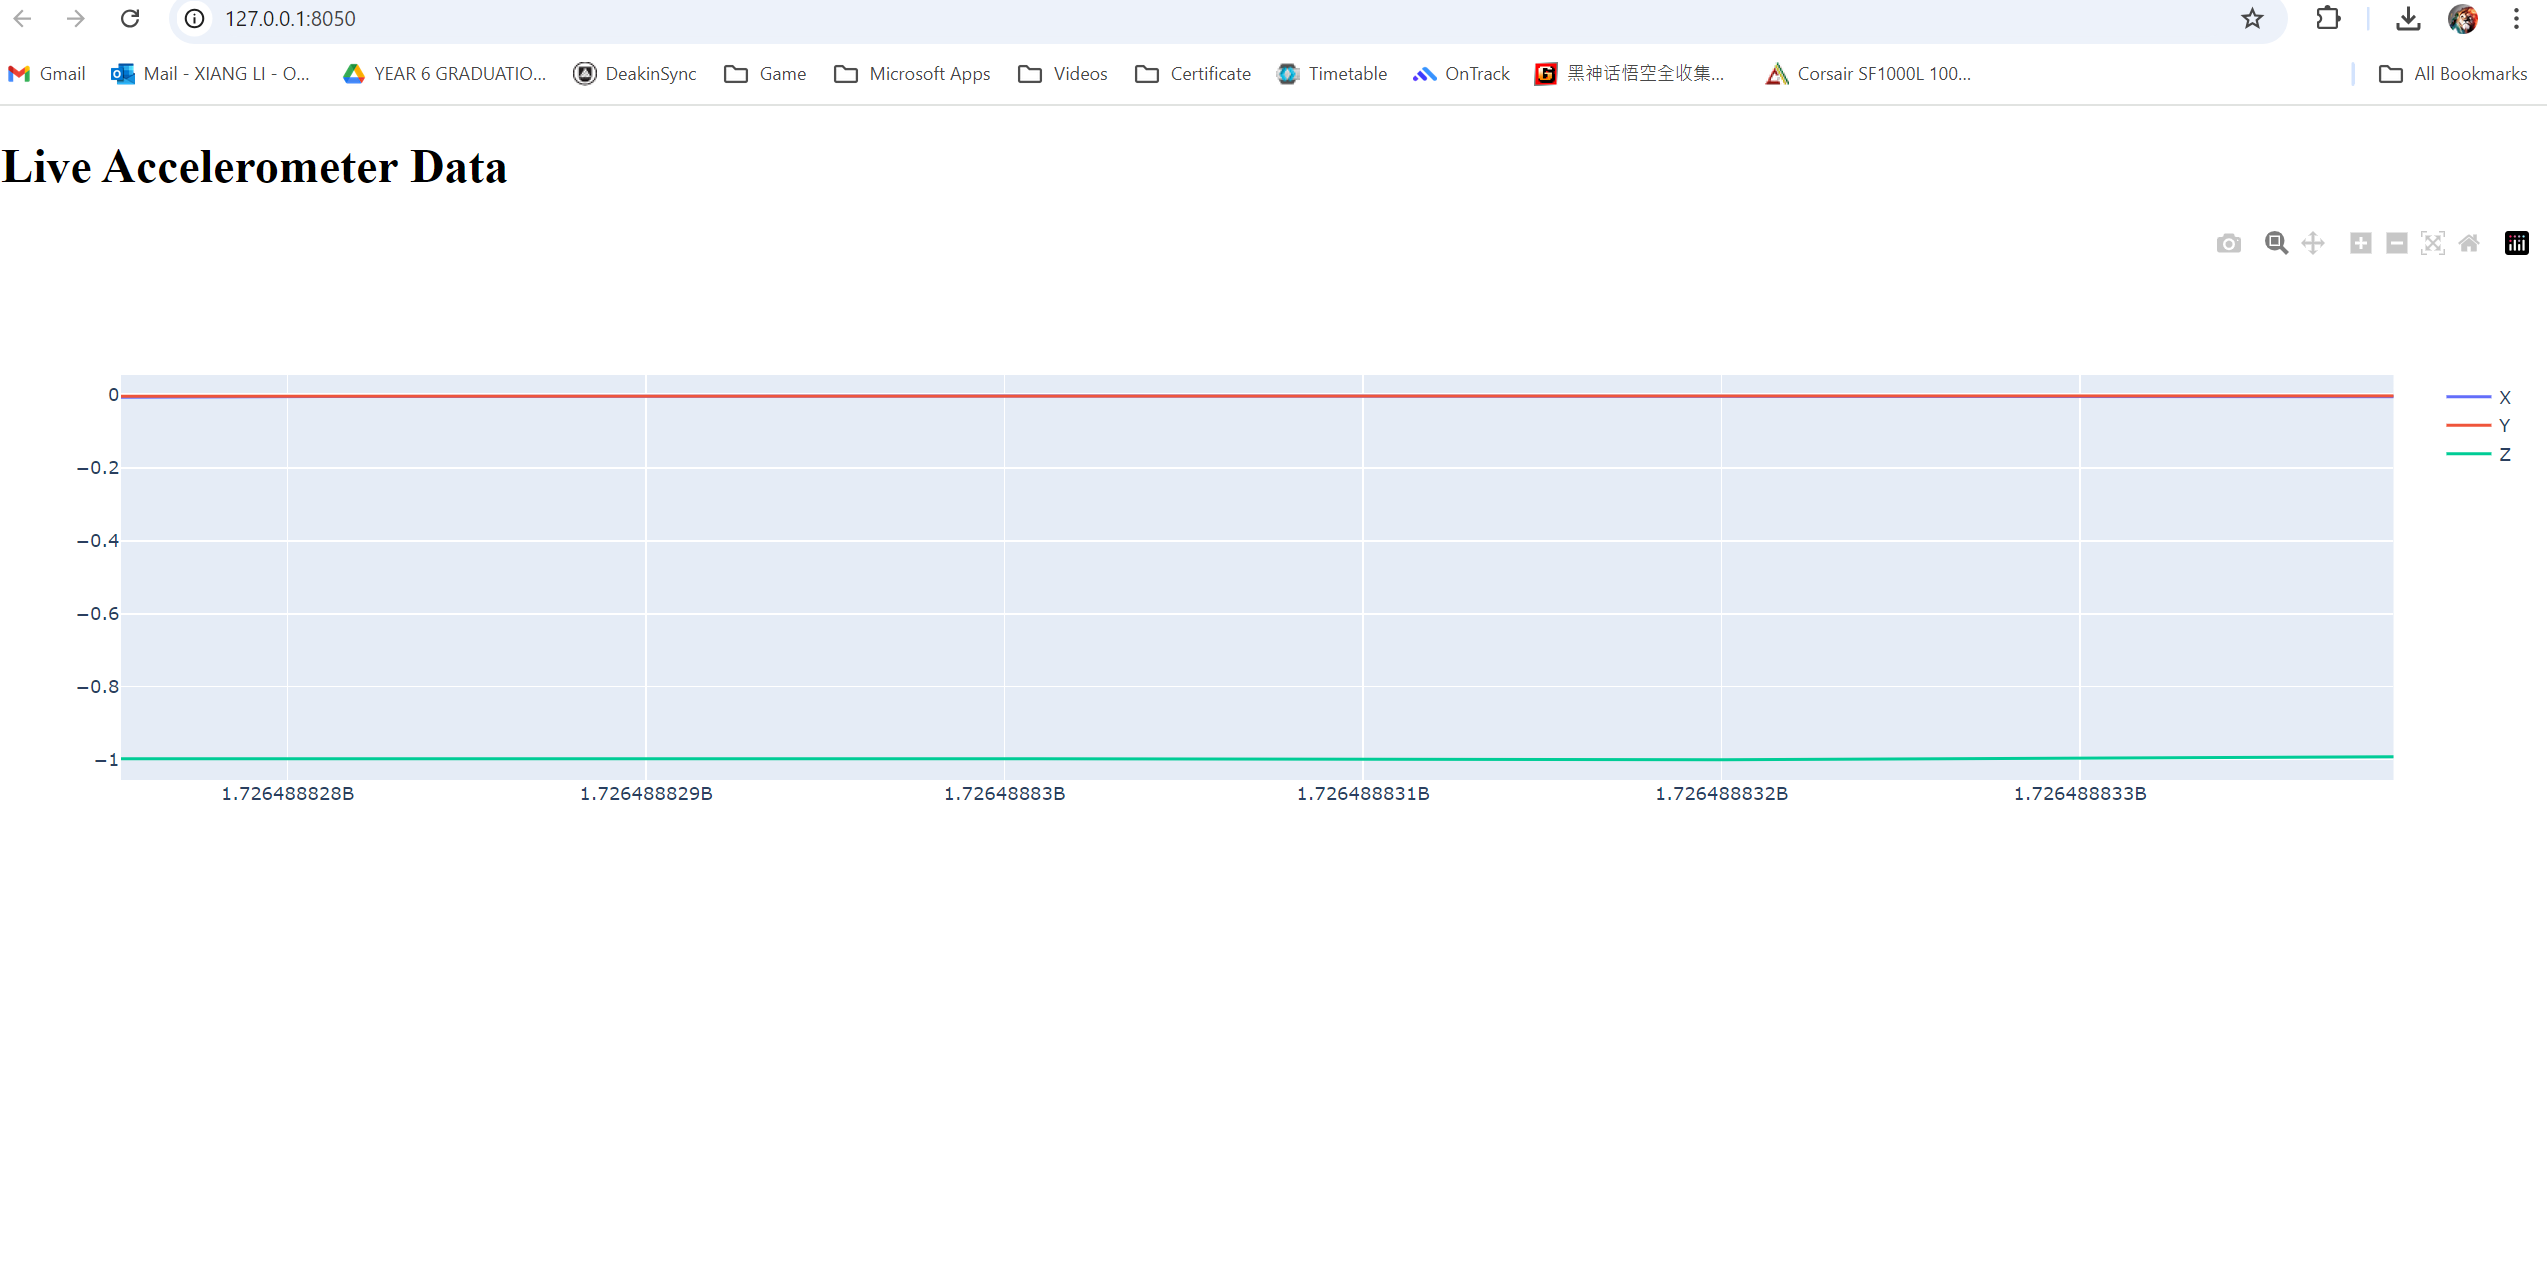 127.0.0.1:8050
Gmail Mail - XIANG LI - O... YEAR 6 GRADUATIO... DeakinSync Game Microsoft Apps Videos Certificate Timetable OnTrack 黑神话悟空全收集... Corsair SF1000L 100... All Bookmarks
Live Accelerometer Data
0
−0.2
−0.4
−0.6
−0.8
−1
1.726488828B 1.726488829B 1.72648883B 1.726488831B 1.726488832B 1.726488833B
X
Y
Z